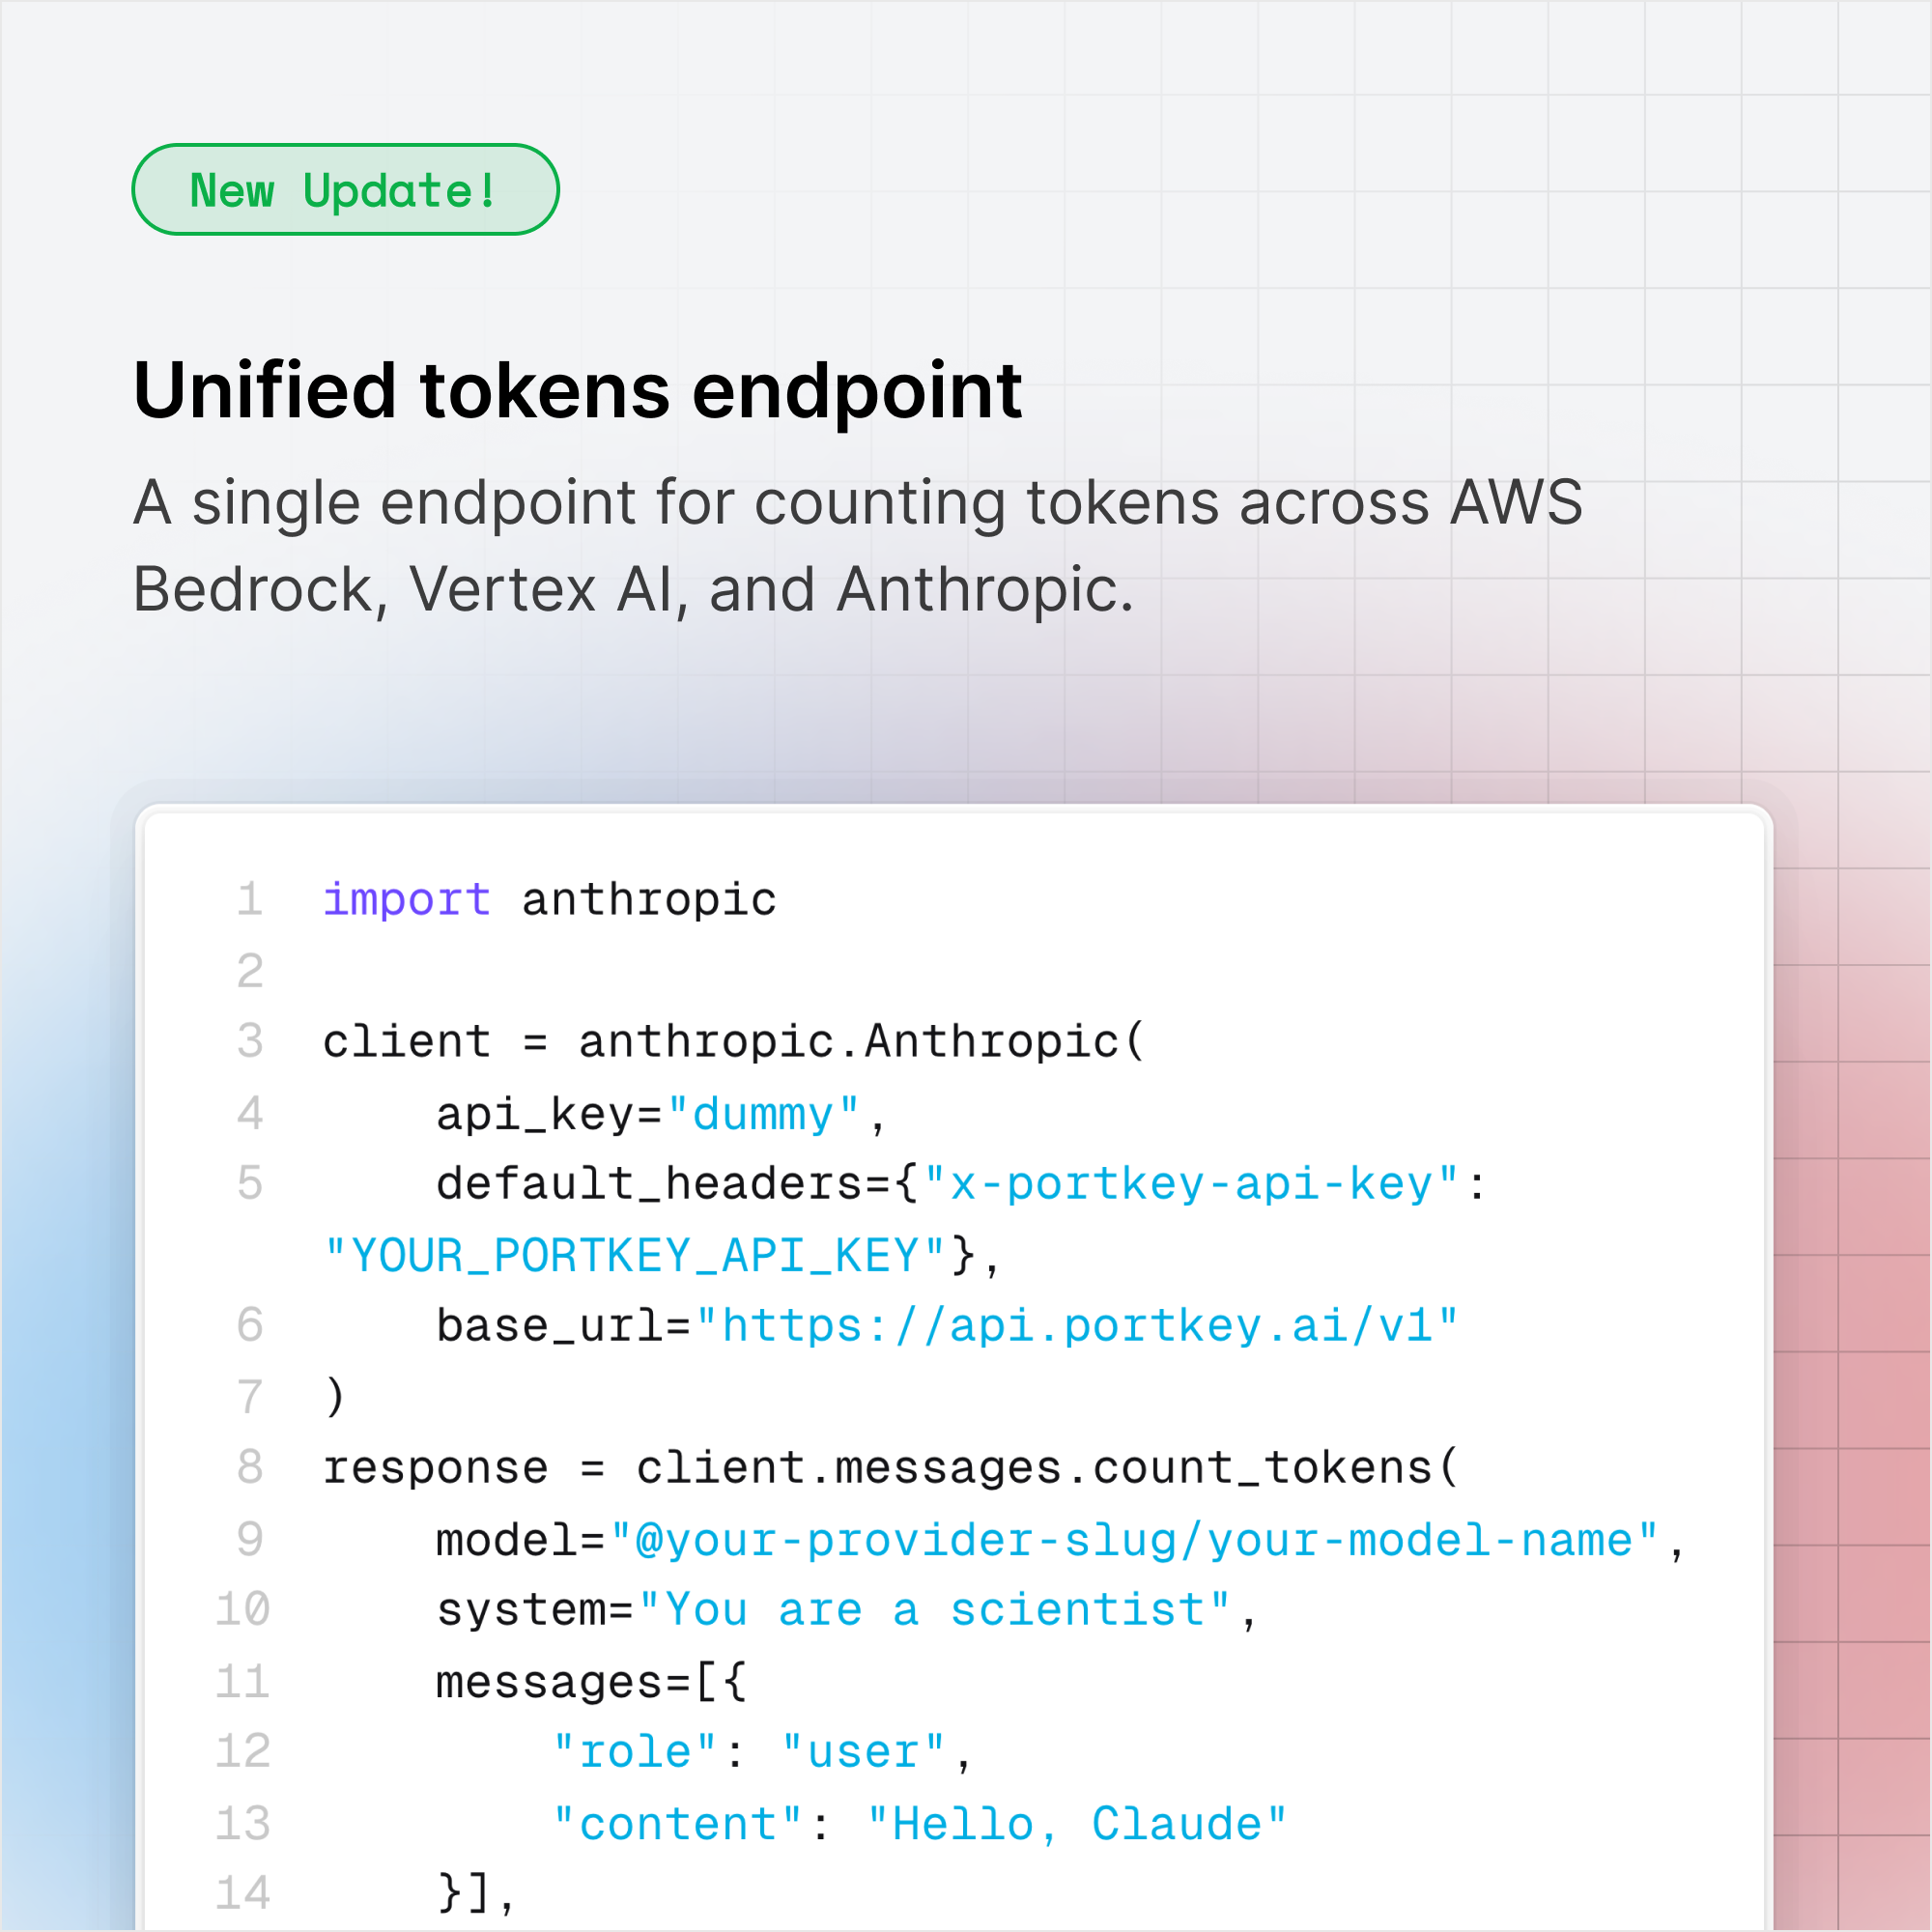 New Update!
Unified tokens endpoint
A single endpoint for counting tokens across AWS
Bedrock, Vertex AI, and Anthropic.
1 import anthropic
2
3 client = anthropic.Anthropic(
4     api_key="dummy",
5     default_headers={"x-portkey-api-key":
"YOUR_PORTKEY_API_KEY"},
6     base_url="https://api.portkey.ai/v1"
7 )
8 response = client.messages.count_tokens(
9     model="@your-provider-slug/your-model-name",
10     system="You are a scientist",
11     messages=[{
12         "role": "user",
13         "content": "Hello, Claude"
14     }],